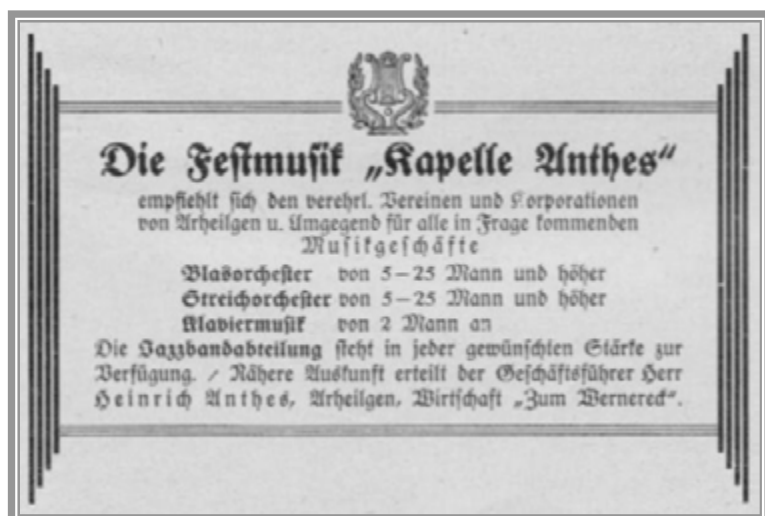 Die Festmusik „Kapelle Anthes“
empfiehlt sich den verehrl. Vereinen und Korporationen
von Arheilgen u. Umgegend für alle in Frage kommenden
Musikgeschäfte
Blasorchester von 5–25 Mann und höher
Streichorchester von 5–25 Mann und höher
Klaviermusik von 2 Mann an
Die Jazzbandabteilung steht in jeder gewünschten Stärke zur
Verfügung. / Nähere Auskunft erteilt der Geschäftsführer Herr
Heinrich Anthes, Arheilgen, Wirtschaft „Zum Wernereck“.